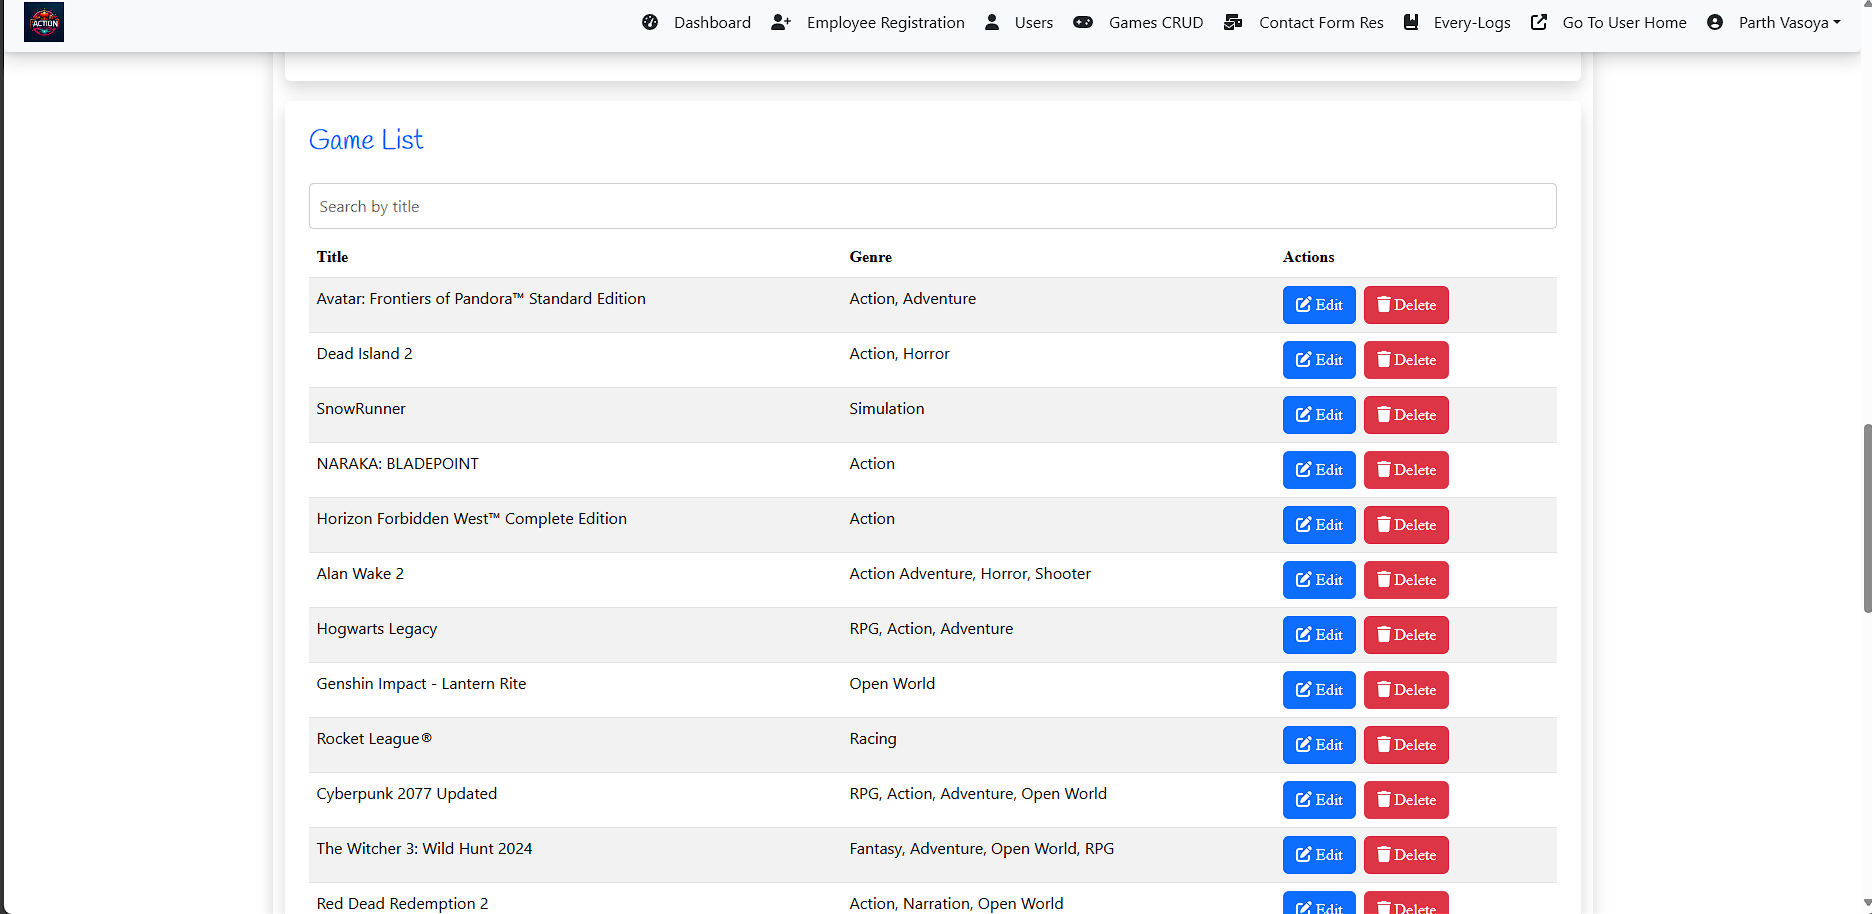 ACTION
Dashboard Employee Registration Users Games CRUD Contact Form Res Every-Logs Go To User Home Parth Vasoya
Game List
Search by title
Title Genre Actions
Avatar: Frontiers of Pandora™ Standard Edition Action, Adventure Edit Delete
Dead Island 2 Action, Horror Edit Delete
SnowRunner Simulation Edit Delete
NARAKA: BLADEPOINT Action Edit Delete
Horizon Forbidden West™ Complete Edition Action Edit Delete
Alan Wake 2 Action Adventure, Horror, Shooter Edit Delete
Hogwarts Legacy RPG, Action, Adventure Edit Delete
Genshin Impact - Lantern Rite Open World Edit Delete
Rocket League® Racing Edit Delete
Cyberpunk 2077 Updated RPG, Action, Adventure, Open World Edit Delete
The Witcher 3: Wild Hunt 2024 Fantasy, Adventure, Open World, RPG Edit Delete
Red Dead Redemption 2 Action, Narration, Open World Edit Delete